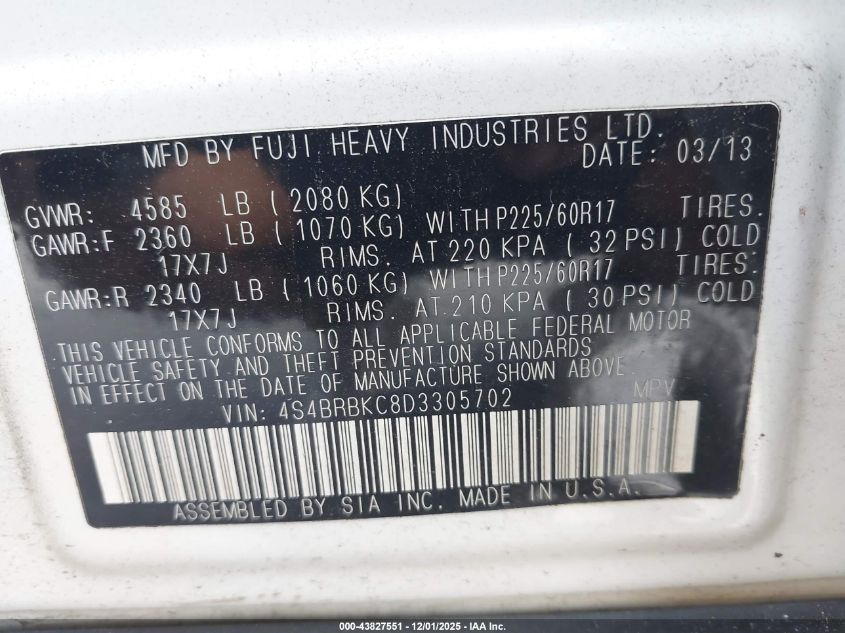 MFD BY FUJI HEAVY INDUSTRIES LTD.
DATE: 03/13
GVWR: 4585 LB ( 2080 KG)
GAWR:F 2360 LB ( 1070 KG) WITH P225/60R17 TIRES.
17X7J RIMS. AT 220 KPA ( 32 PSI) COLD
GAWR:R 2340 LB ( 1060 KG) WITH P225/60R17 TIRES.
17X7J RIMS. AT 210 KPA ( 30 PSI) COLD
THIS VEHICLE CONFORMS TO ALL APPLICABLE FEDERAL MOTOR
VEHICLE SAFETY AND THEFT PREVENTION STANDARDS
IN EFFECT ON THE DATE OF MANUFACTURE SHOWN ABOVE.
VIN: 4S4BRBKC8D3305702 MPV
ASSEMBLED BY SIA INC. MADE IN U.S.A.
000-43827551 - 12/01/2025 - IAA Inc.